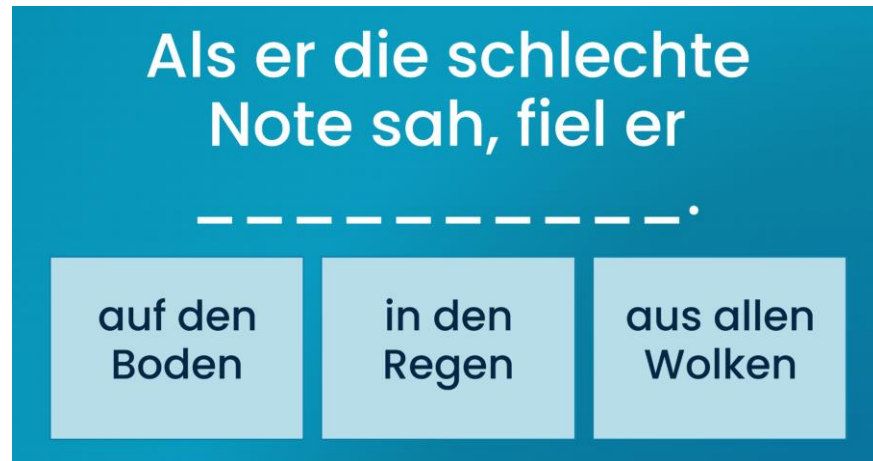 Als er die schlechte
Note sah, fiel er
__________.
auf den
Boden
in den
Regen
aus allen
Wolken